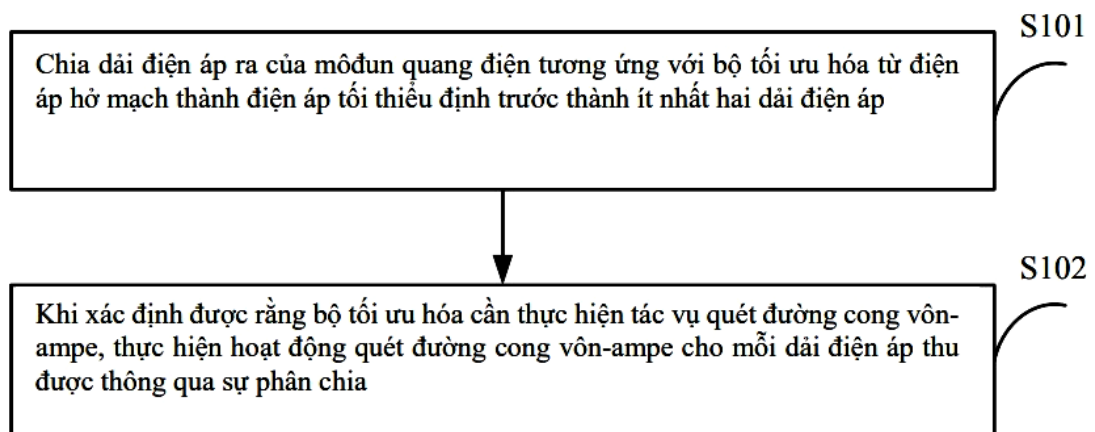 S101
Chia dải điện áp ra của môđun quang điện tương ứng với bộ tối ưu hóa từ điện
áp hở mạch thành điện áp tối thiểu định trước thành ít nhất hai dải điện áp
S102
Khi xác định được rằng bộ tối ưu hóa cần thực hiện tác vụ quét đường cong vôn-
ampe, thực hiện hoạt động quét đường cong vôn-ampe cho mỗi dải điện áp thu
được thông qua sự phân chia